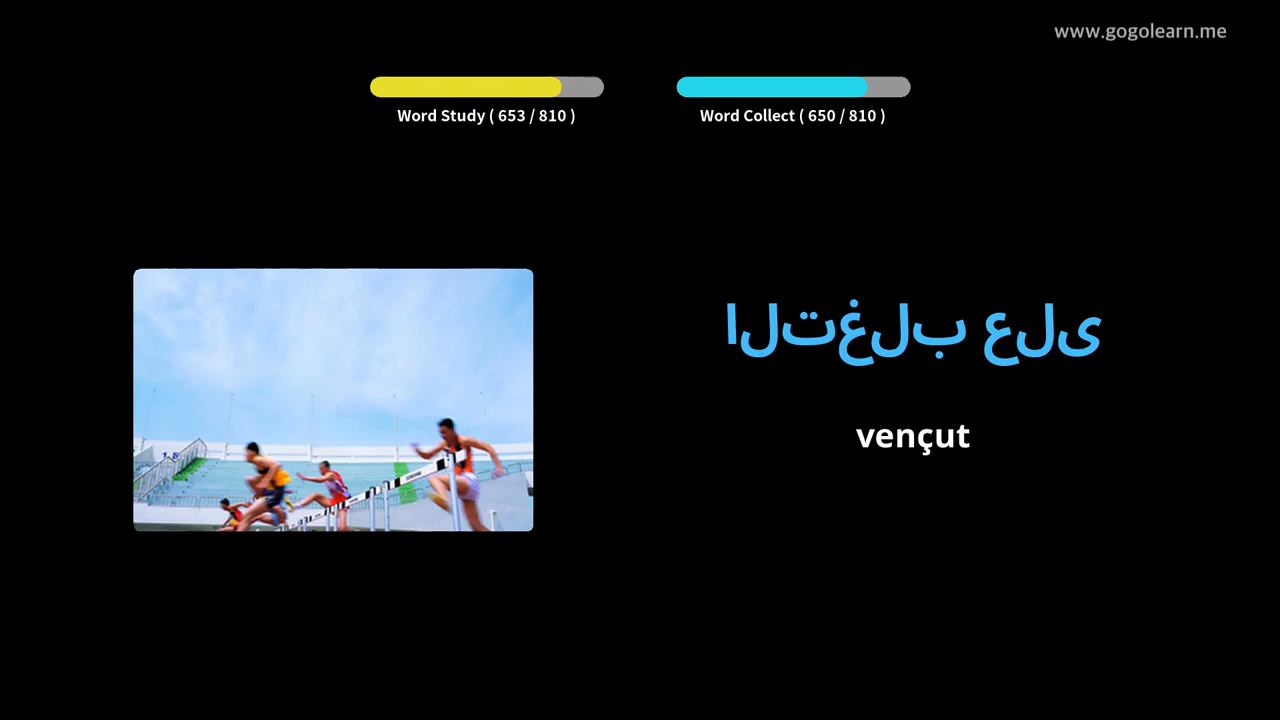 www.gogolearn.me
Word Study ( 653 / 810 )
Word Collect ( 650 / 810 )
التغلب على
vençut